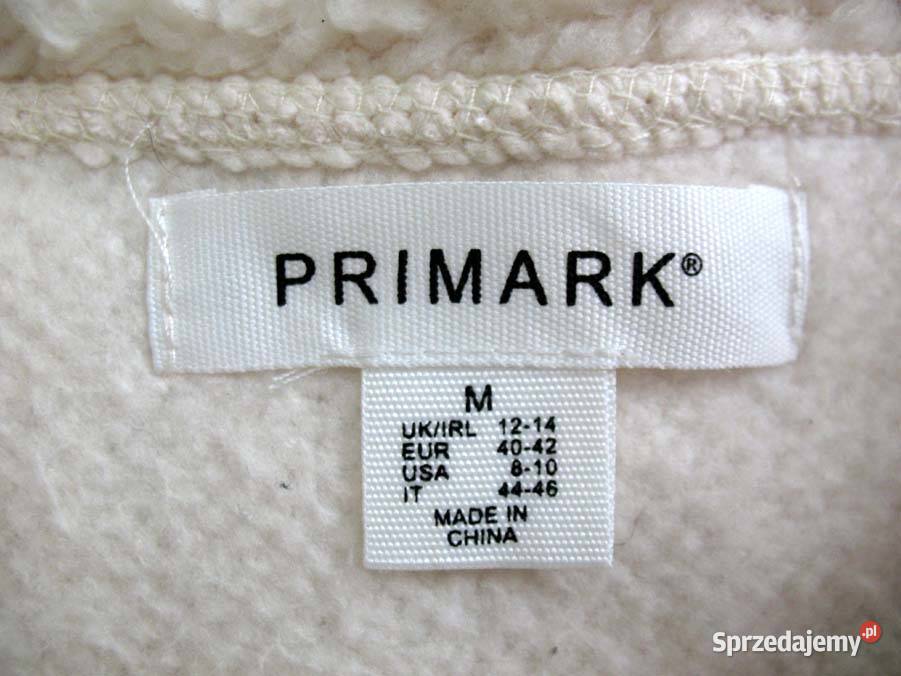 PRIMARK®
M
UK/IRL 12-14
EUR 40-42
USA 8-10
IT 44-46
MADE IN
CHINA
Sprzedajemy.pl